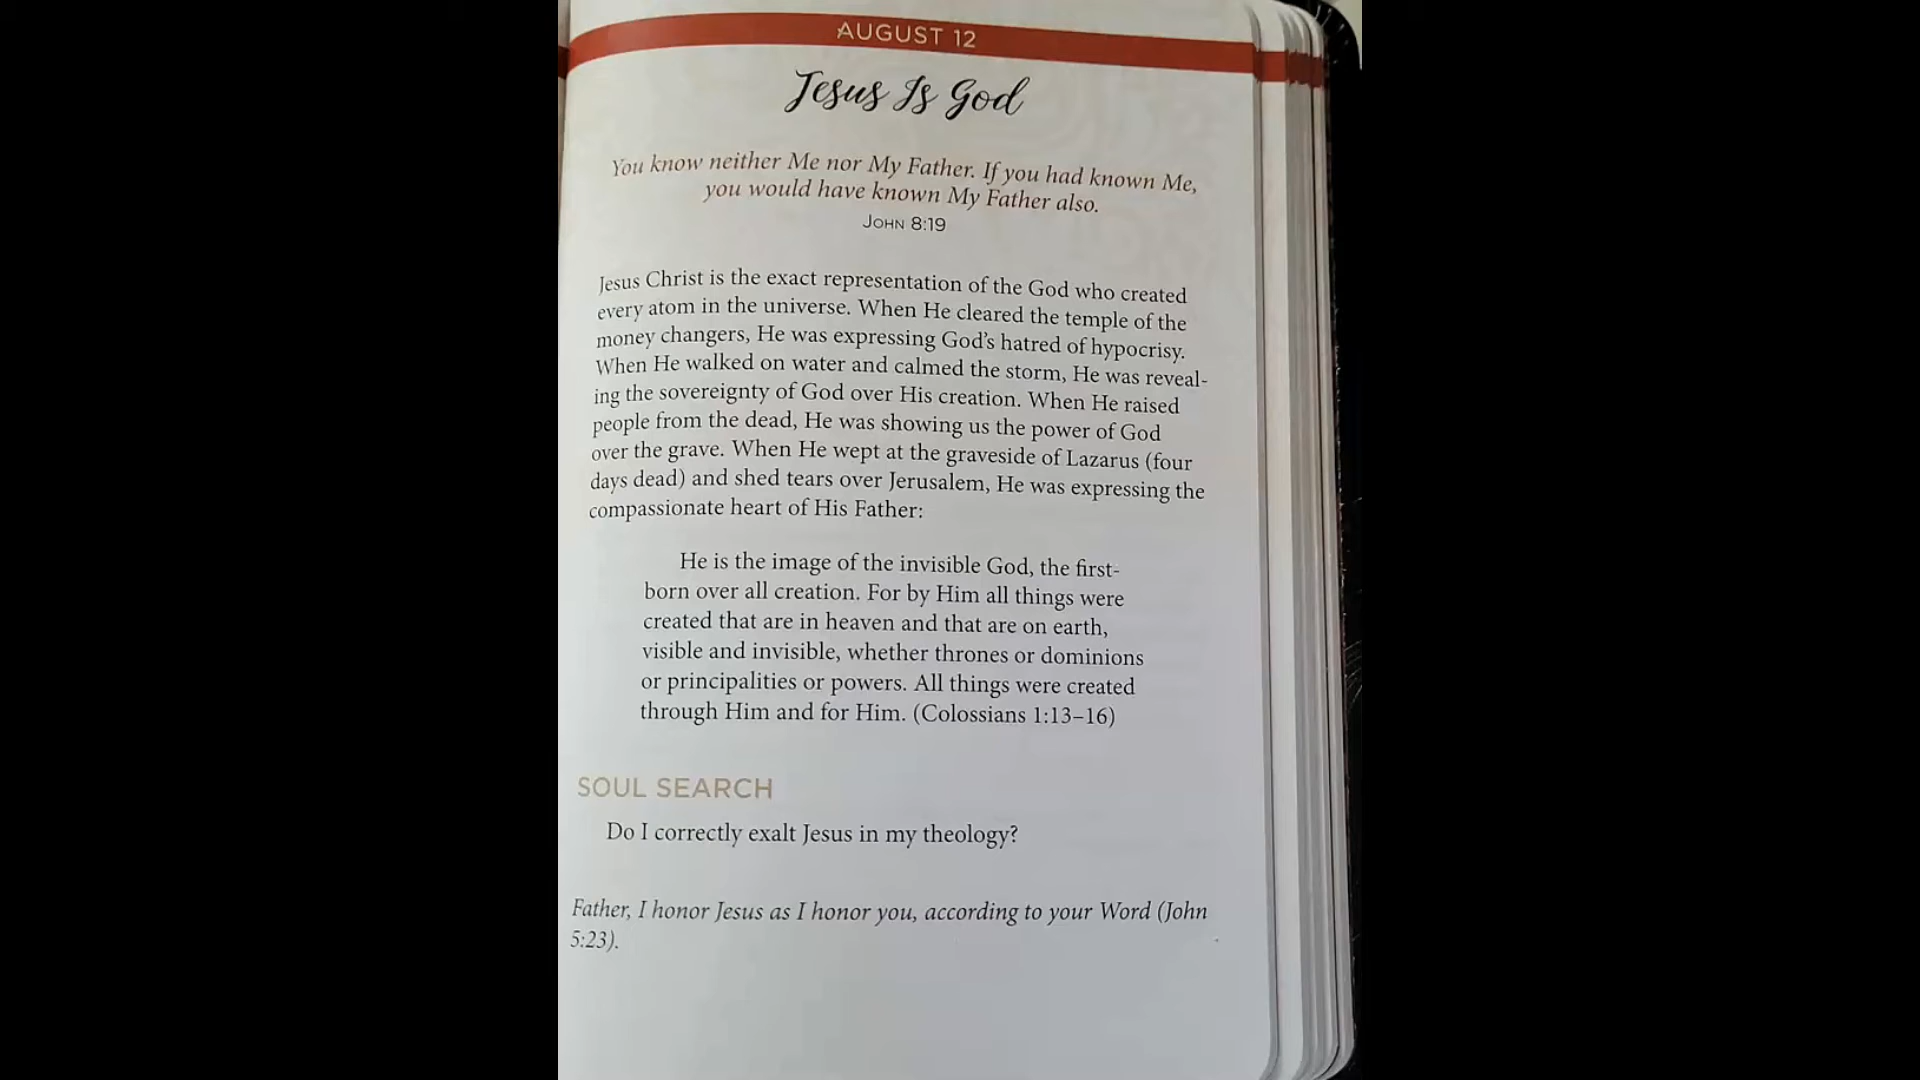 AUGUST 12
Jesus Is God
You know neither Me nor My Father. If you had known Me,
you would have known My Father also.
JOHN 8:19
Jesus Christ is the exact representation of the God who created
every atom in the universe. When He cleared the temple of the
money changers, He was expressing God’s hatred of hypocrisy.
When He walked on water and calmed the storm, He was reveal-
ing the sovereignty of God over His creation. When He raised
people from the dead, He was showing us the power of God
over the grave. When He wept at the graveside of Lazarus (four
days dead) and shed tears over Jerusalem, He was expressing the
compassionate heart of His Father:
He is the image of the invisible God, the first-
born over all creation. For by Him all things were
created that are in heaven and that are on earth,
visible and invisible, whether thrones or dominions
or principalities or powers. All things were created
through Him and for Him. (Colossians 1:13–16)
SOUL SEARCH
Do I correctly exalt Jesus in my theology?
Father, I honor Jesus as I honor you, according to your Word (John
5:23).